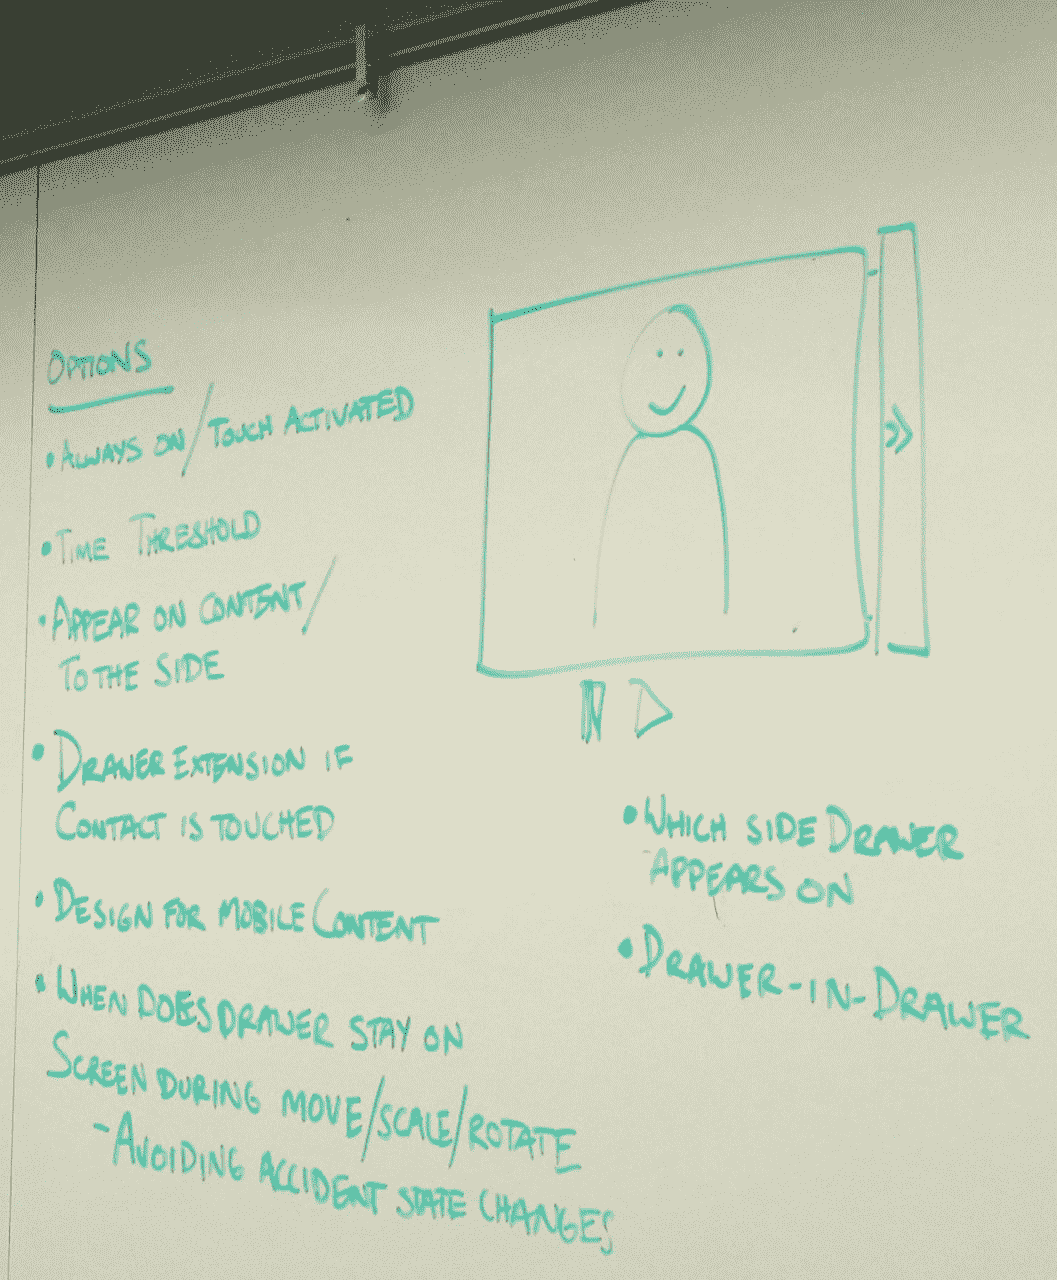 OPTIONS
• ALWAYS ON / TOUCH ACTIVATED
• TIME THRESHOLD
• APPEAR ON CONTENT /
TO THE SIDE
• DRAWER EXTENSION IF
CONTACT IS TOUCHED
• DESIGN FOR MOBILE CONTENT
• WHEN DOES DRAWER STAY ON
SCREEN DURING MOVE/SCALE/ROTATE
- AVOIDING ACCIDENT STATE CHANGES
• WHICH SIDE DRAWER
APPEARS ON
• DRAWER-IN-DRAWER